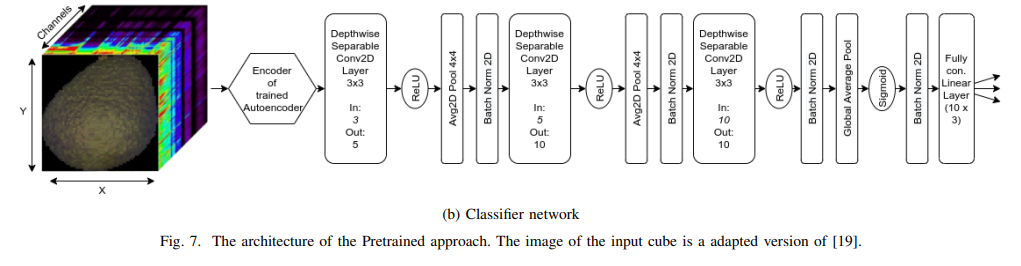 Channels
Y
X
Encoder
of
trained
Autoencoder
Depthwise
Separable
Conv2D
Layer
3x3
In:
3
Out:
5
ReLU
Avg2D Pool 4x4
Batch Norm 2D
Depthwise
Separable
Conv2D
Layer
3x3
In:
5
Out:
10
ReLU
Avg2D Pool 4x4
Batch Norm 2D
Depthwise
Separable
Conv2D
Layer
3x3
In:
10
Out:
10
ReLU
Batch Norm 2D
Global Average Pool
Sigmoid
Batch Norm 2D
Fully
con.
Linear
Layer
(10 x
3)
(b) Classifier network
Fig. 7. The architecture of the Pretrained approach. The image of the input cube is a adapted version of [19].